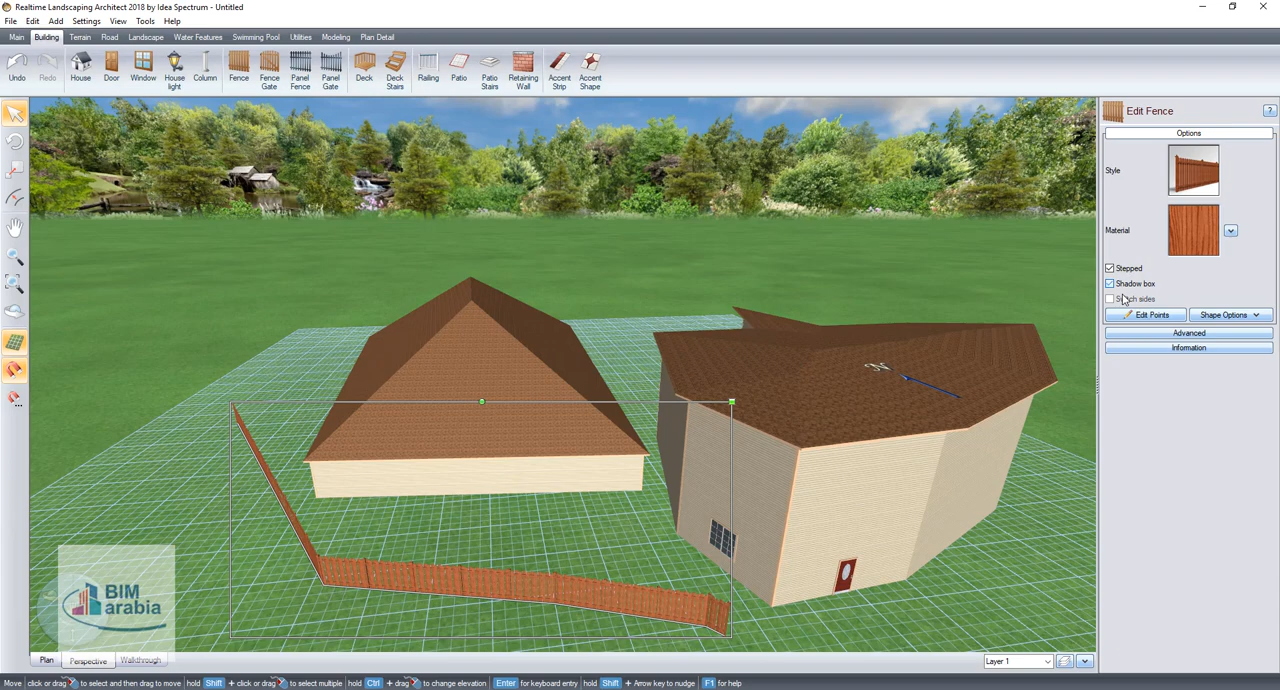 Realtime Landscaping Architect 2018 by Idea Spectrum - Untitled
File Edit Add Settings View Tools Help
Main Building Terrain Road Landscape Water Features Swimming Pool Utilities Modeling Plan Detail
Undo Redo House Door Window House light Column Fence Fence Gate Panel Fence Panel Gate Deck Deck Stairs Railing Patio Patio Stairs Retaining Wall Accent Strip Accent Shape
Edit Fence ?
Options
Style
Material
Stepped
Shadow box
sides
Edit Points Shape Options
Advanced
Information
N
BIM
arabia
Plan Perspective Walkthrough Layer 1
Move click or drag to select and then drag to move hold Shift + click or drag to select multiple hold Ctrl + drag to change elevation Enter for keyboard entry hold Shift + Arrow key to nudge F1 for help